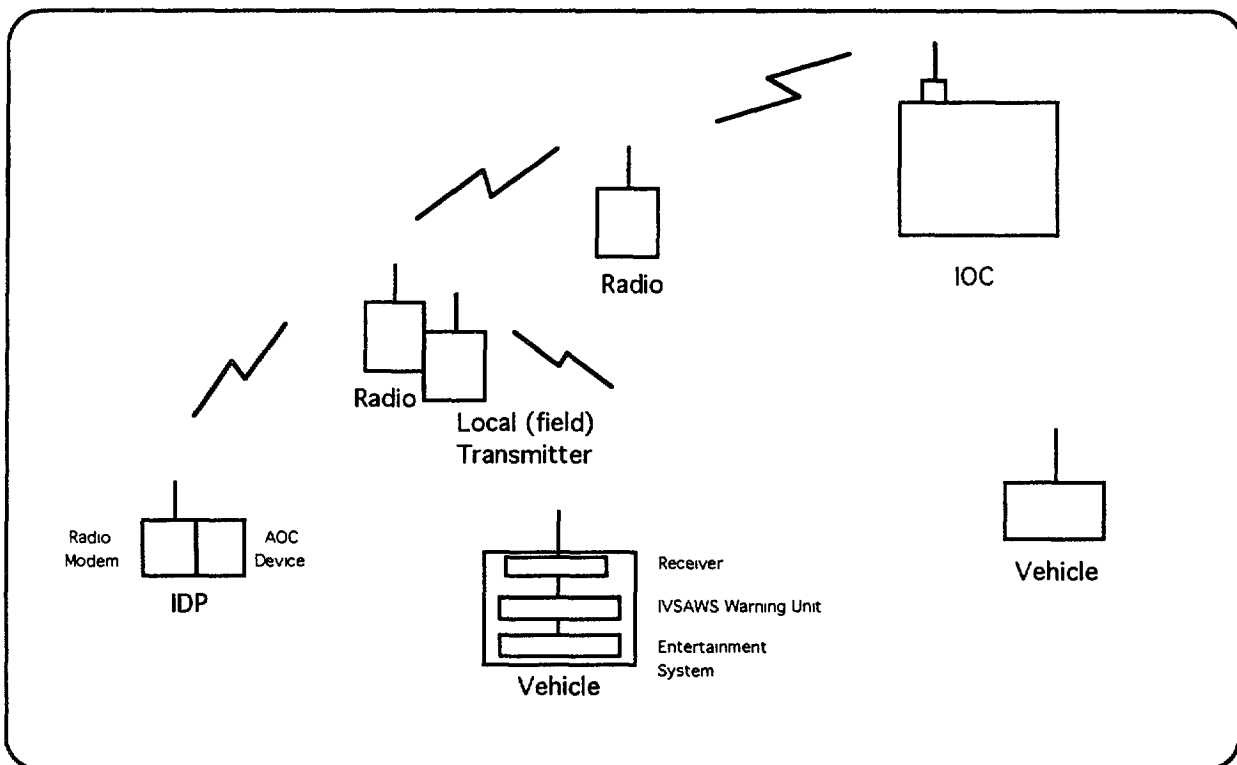 IOC
Radio
Radio
Local (field)
Transmitter
Radio
Modem
AOC
Device
IDP
Receiver
IVSAWS Warning Unit
Entertainment
System
Vehicle
Vehicle